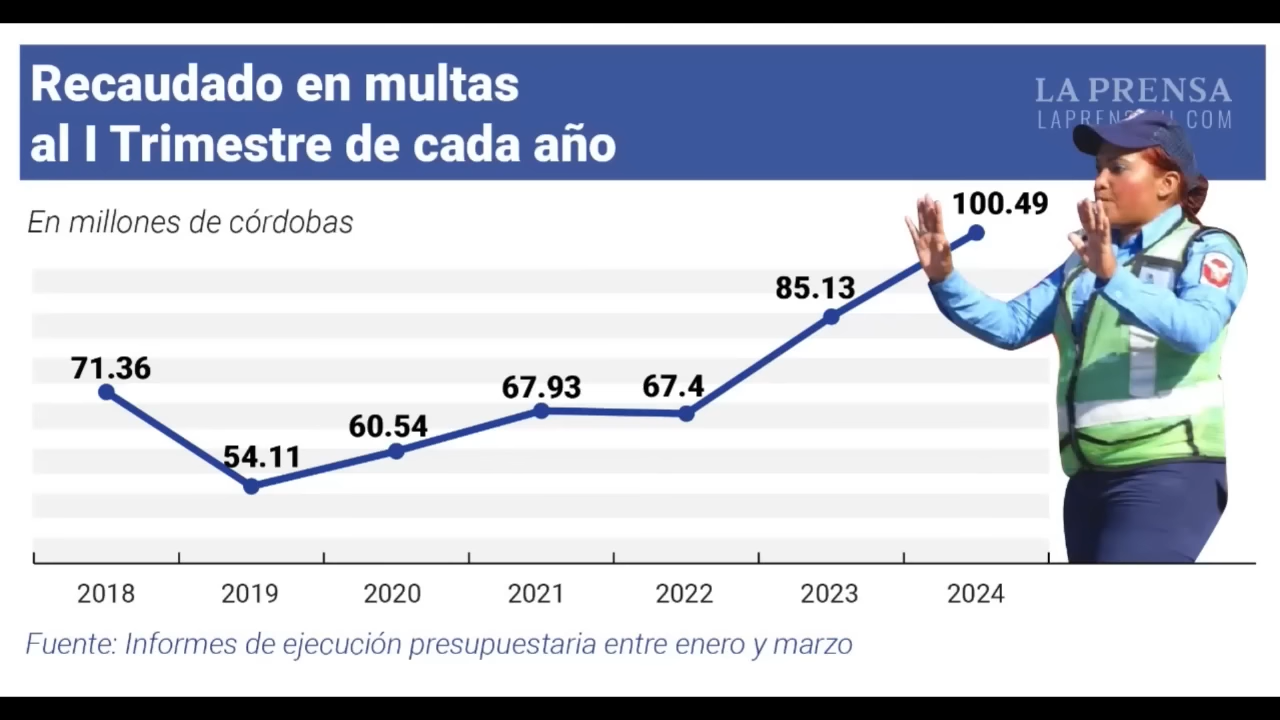 Recaudado en multas
al I Trimestre de cada año
LA PRENSA
En millones de córdobas
71.36
54.11
60.54
67.93
67.4
85.13
100.49
2018 2019 2020 2021 2022 2023 2024
Fuente: Informes de ejecución presupuestaria entre enero y marzo